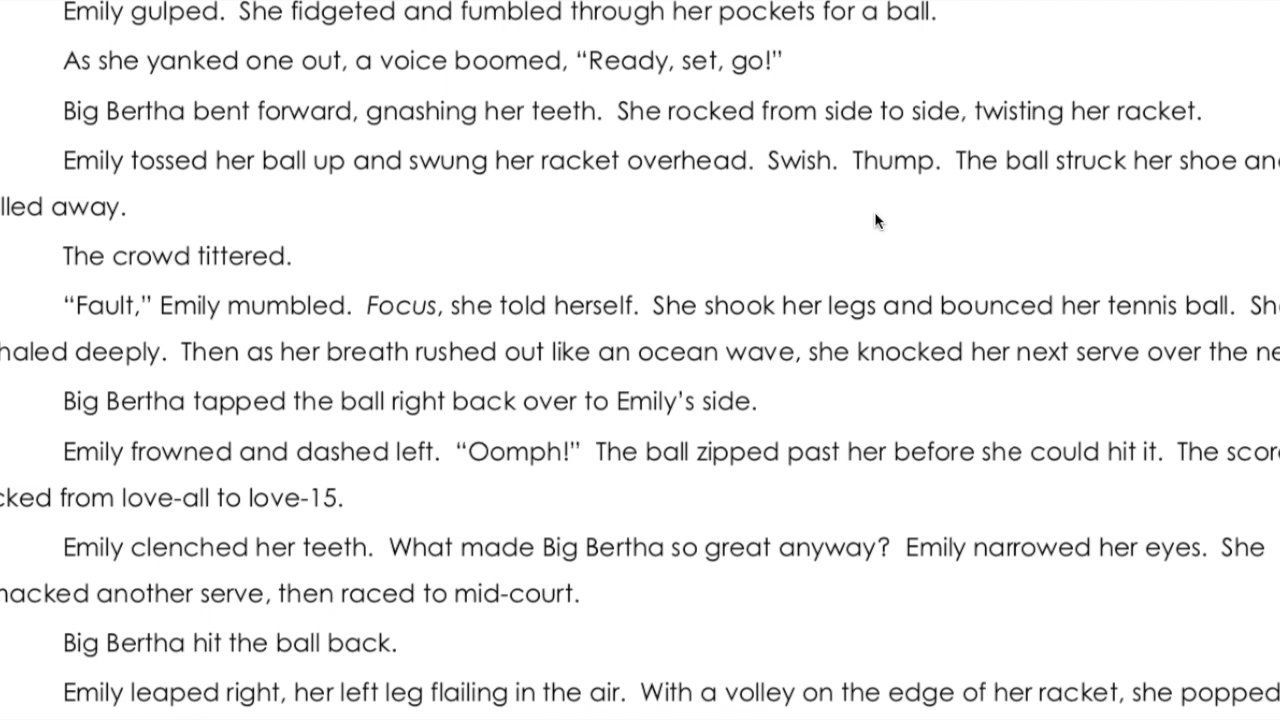 Emily gulped.  She fidgeted and fumbled through her pockets for a ball.
As she yanked one out, a voice boomed, “Ready, set, go!”
Big Bertha bent forward, gnashing her teeth.  She rocked from side to side, twisting her racket.
Emily tossed her ball up and swung her racket overhead.  Swish.  Thump.  The ball struck her shoe an
lled away.
The crowd tittered.
“Fault,” Emily mumbled.  Focus, she told herself.  She shook her legs and bounced her tennis ball.  Sh
haled deeply.  Then as her breath rushed out like an ocean wave, she knocked her next serve over the ne
Big Bertha tapped the ball right back over to Emily’s side.
Emily frowned and dashed left.  “Oomph!”  The ball zipped past her before she could hit it.  The scor
cked from love-all to love-15.
Emily clenched her teeth.  What made Big Bertha so great anyway?  Emily narrowed her eyes.  She
nacked another serve, then raced to mid-court.
Big Bertha hit the ball back.
Emily leaped right, her left leg flailing in the air.  With a volley on the edge of her racket, she popped